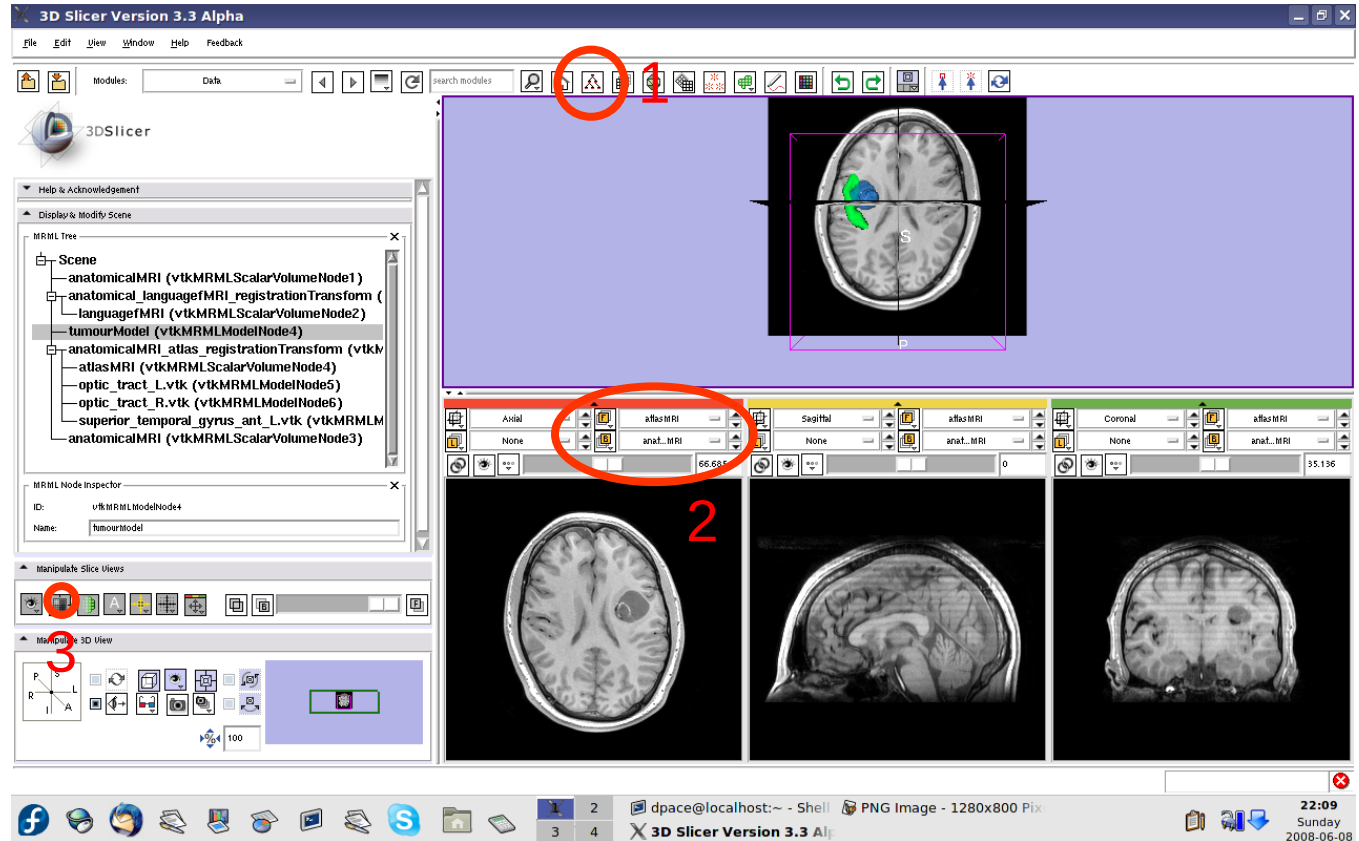 3D Slicer Version 3.3 Alpha
File Edit View Window Help Feedback
Modules: Data search modules
1
3DSlicer
Help & Acknowledgement
Display & Modify Scene
MRML Tree
Scene
anatomicalMRI (vtkMRMLScalarVolumeNode1)
anatomical_languagefMRI_registrationTransform (
languagefMRI (vtkMRMLScalarVolumeNode2)
tumourModel (vtkMRMLModelNode4)
anatomicalMRI_atlas_registrationTransform (vtkM
atlasMRI (vtkMRMLScalarVolumeNode4)
optic_tract_L.vtk (vtkMRMLModelNode5)
optic_tract_R.vtk (vtkMRMLModelNode6)
superior_temporal_gyrus_ant_L.vtk (vtkMRMLM
anatomicalMRI (vtkMRMLScalarVolumeNode3)
MRML Node Inspector
ID: vtkMRMLModelNode4
Name: tumourModel
Manipulate Slice Views
A
B
F
3
Manipulate 3D View
P S
R L
I A
% 100
S
P
Axial F atlasMRI
L None B anat...MRI
66.685
2
Sagittal F atlasMRI
L None B anat...MRI
0
Coronal F atlasMRI
L None B anat...MRI
35.136
1 2
3 4
dpace@localhost:~ - Shell
PNG Image - 1280x800 Pix
3D Slicer Version 3.3 Alp
22:09
Sunday
2008-06-08